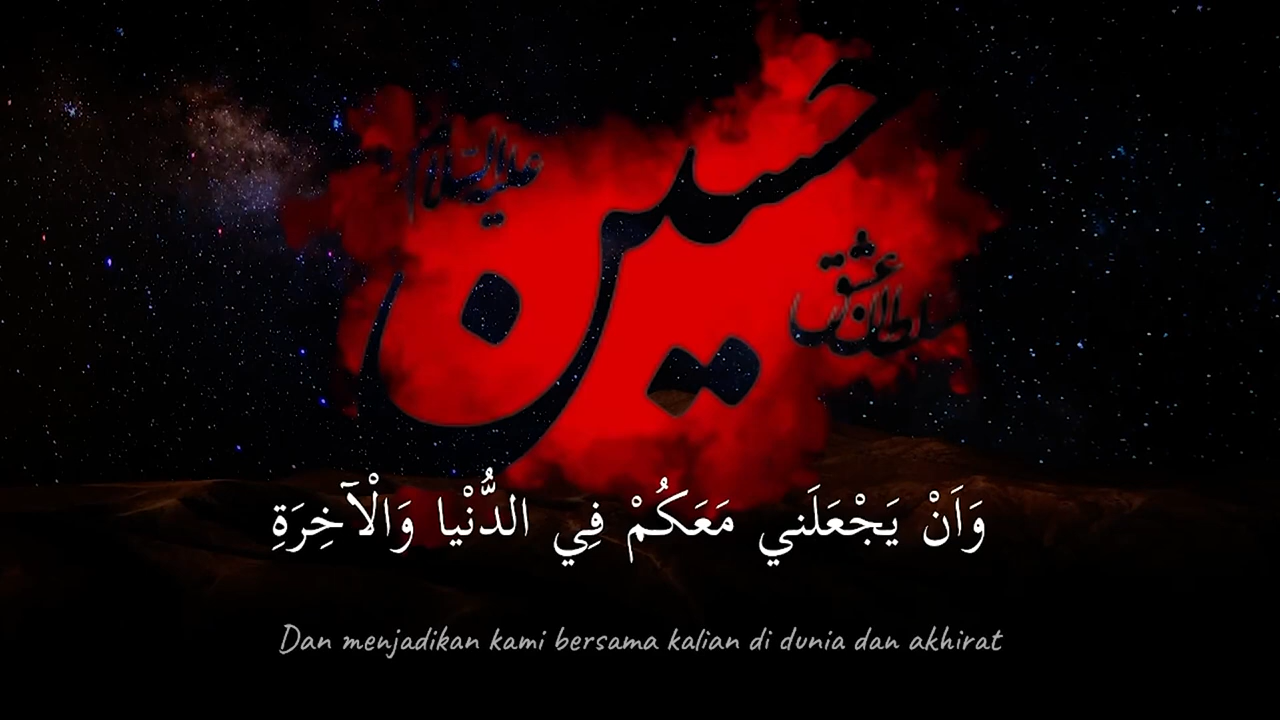 حسین
علیه‌السلام
سلطان عشق
وَاَنْ يَجْعَلَني مَعَكُمْ فِي الدُّنْيا وَالْآخِرَةِ
Dan menjadikan kami bersama kalian di dunia dan akhirat